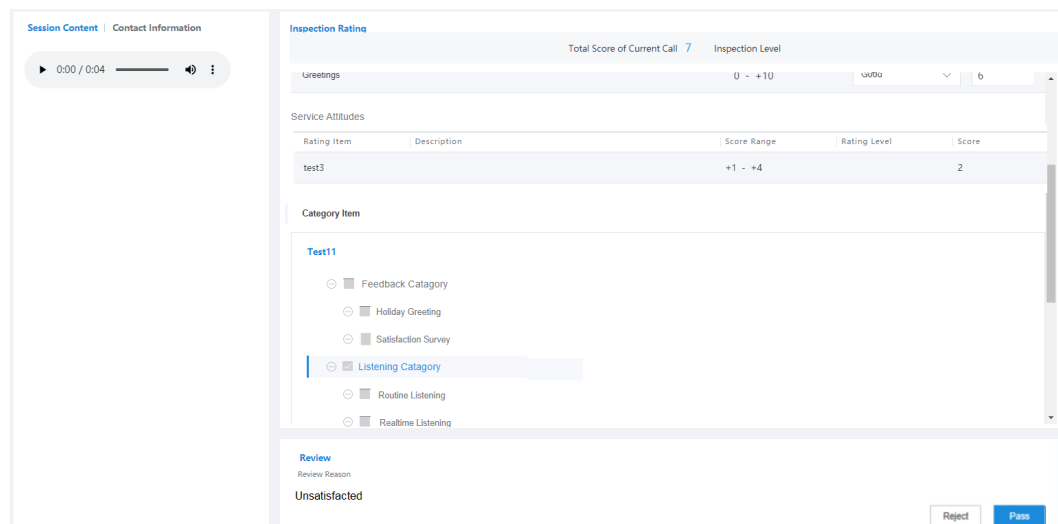 Session Content | Contact Information
0:00 / 0:04
Inspection Rating
Total Score of Current Call 7 Inspection Level
Greetings 0 - +10 Good 6
Service Attitudes
Rating Item Description Score Range Rating Level Score
test3 +1 - +4 2
Category Item
Test11
Feedback Catagory
Holiday Greeting
Satisfaction Survey
Listening Catagory
Routine Listening
Realtime Listening
Review
Review Reason
Unsatisfacted
Reject Pass